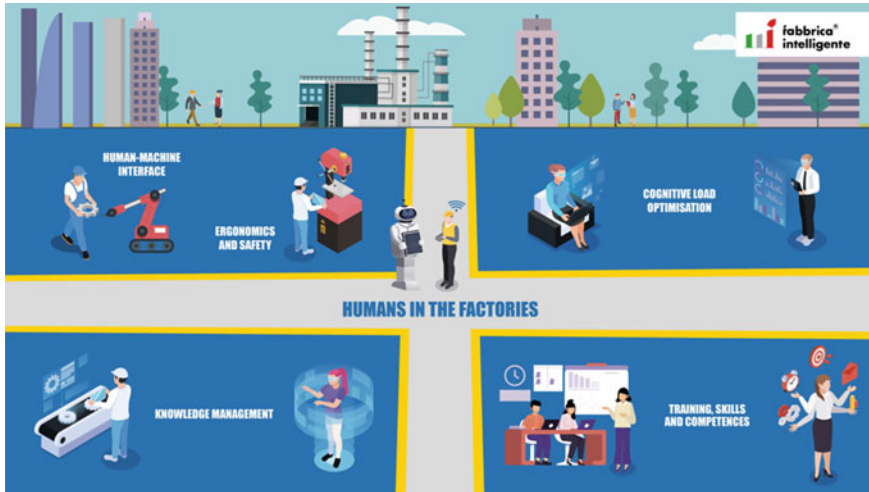 fabbrica®
intelligente
HUMAN-MACHINE
INTERFACE
ERGONOMICS
AND SAFETY
COGNITIVE LOAD
OPTIMISATION
HUMANS IN THE FACTORIES
KNOWLEDGE MANAGEMENT
TRAINING, SKILLS
AND COMPETENCES